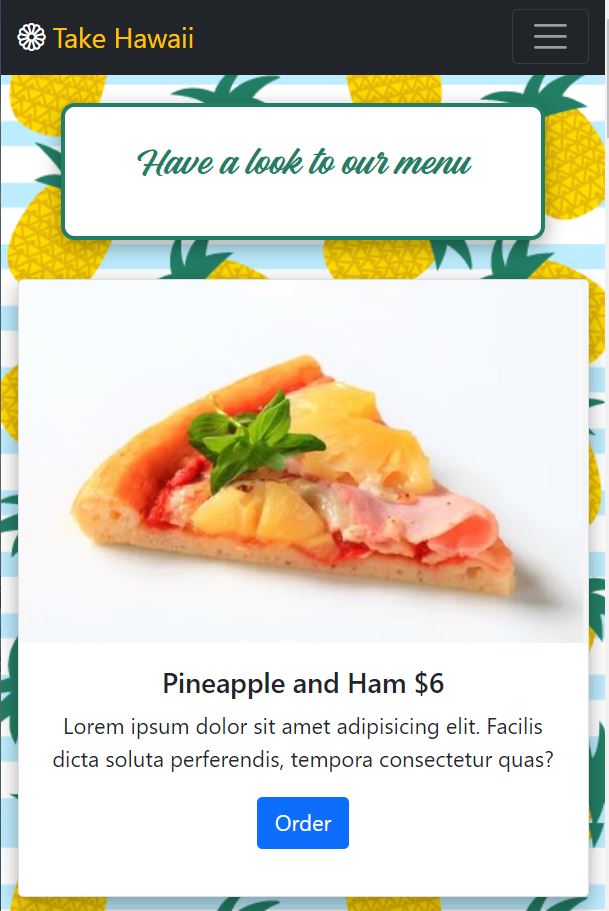 Take Hawaii
Have a look to our menu
Pineapple and Ham $6
Lorem ipsum dolor sit amet adipisicing elit. Facilis
dicta soluta perferendis, tempora consectetur quas?
Order